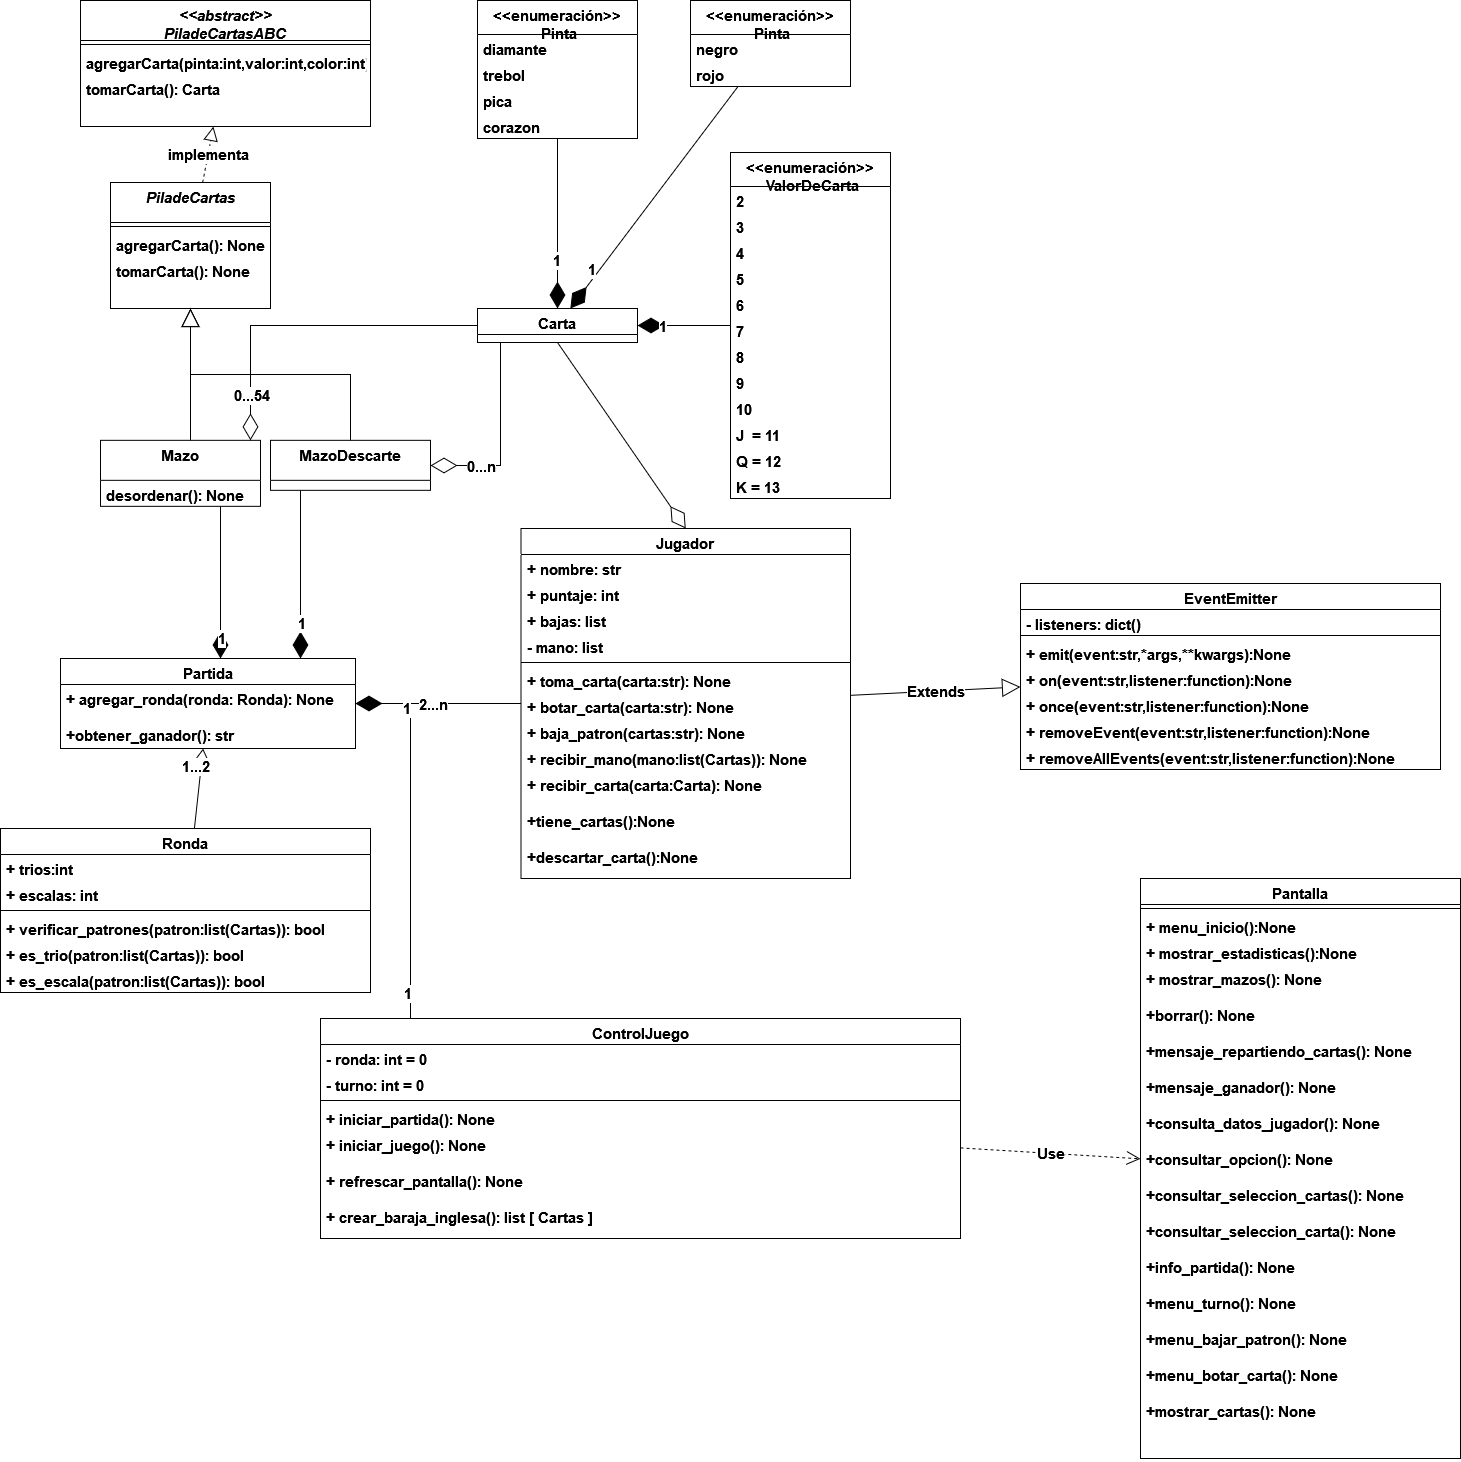 <<abstract>>
PiladeCartasABC
agregarCarta(pinta:int,valor:int,color:int
tomarCarta(): Carta
implementa
PiladeCartas
agregarCarta(): None
tomarCarta(): None
<<enumeración>>
Pinta
diamante
trebol
pica
corazon
<<enumeración>>
Pinta
negro
rojo
<<enumeración>>
ValorDeCarta
2
3
4
5
6
7
8
9
10
J = 11
Q = 12
K = 13
1
1
1
Carta
0...54
0...n
Mazo
desordenar(): None
MazoDescarte
1
1
Jugador
+ nombre: str
+ puntaje: int
+ bajas: list
- mano: list
+ toma_carta(carta:str): None
+ botar_carta(carta:str): None
+ baja_patron(cartas:str): None
+ recibir_mano(mano:list(Cartas)): None
+ recibir_carta(carta:Carta): None
+tiene_cartas():None
+descartar_carta():None
Extends
EventEmitter
- listeners: dict()
+ emit(event:str,*args,**kwargs):None
+ on(event:str,listener:function):None
+ once(event:str,listener:function):None
+ removeEvent(event:str,listener:function):None
+ removeAllEvents(event:str,listener:function):None
Partida
+ agregar_ronda(ronda: Ronda): None
+obtener_ganador(): str
1 2...n
1...2
Ronda
+ trios:int
+ escalas: int
+ verificar_patrones(patron:list(Cartas)): bool
+ es_trio(patron:list(Cartas)): bool
+ es_escala(patron:list(Cartas)): bool
1
ControlJuego
- ronda: int = 0
- turno: int = 0
+ iniciar_partida(): None
+ iniciar_juego(): None
+ refrescar_pantalla(): None
+ crear_baraja_inglesa(): list [ Cartas ]
Use
Pantalla
+ menu_inicio():None
+ mostrar_estadisticas():None
+ mostrar_mazos(): None
+borrar(): None
+mensaje_repartiendo_cartas(): None
+mensaje_ganador(): None
+consulta_datos_jugador(): None
+consultar_opcion(): None
+consultar_seleccion_cartas(): None
+consultar_seleccion_carta(): None
+info_partida(): None
+menu_turno(): None
+menu_bajar_patron(): None
+menu_botar_carta(): None
+mostrar_cartas(): None